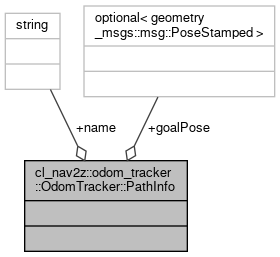 string
optional< geometry
_msgs::msg::PoseStamped >
+name
+goalPose
cl_nav2z::odom_tracker
::OdomTracker::PathInfo